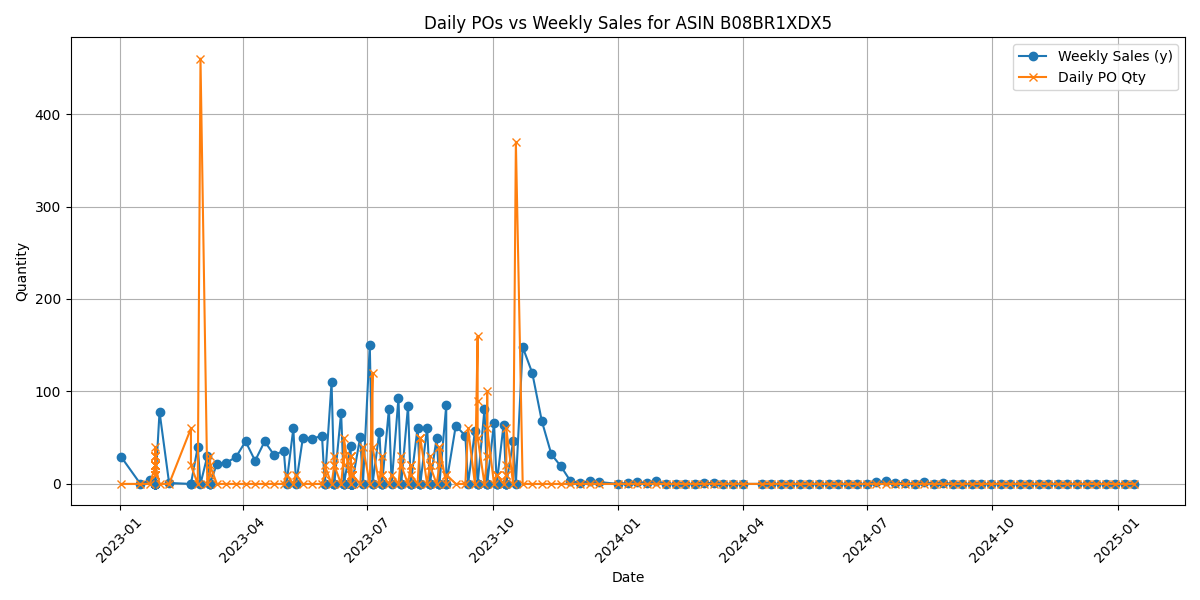 Daily POs vs Weekly Sales for ASIN B08BR1XDX5
Weekly Sales (y)
Daily PO Qty
400
300
200
100
0
Quantity
2023-01
2023-04
2023-07
2023-10
2024-01
2024-04
2024-07
2024-10
2025-01
Date